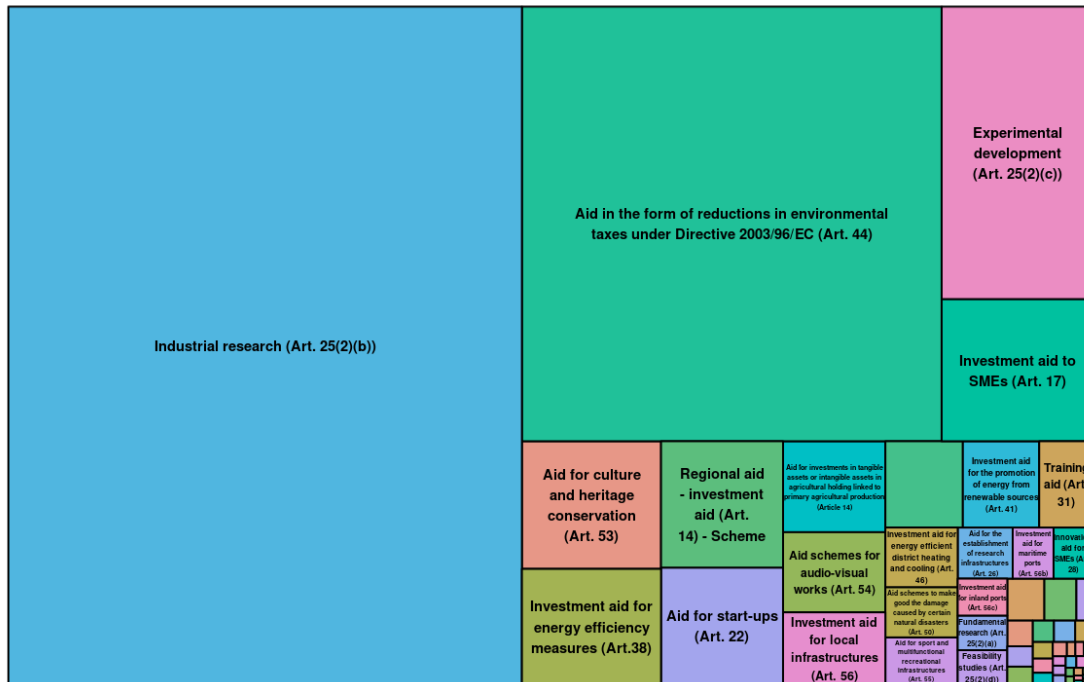 Industrial research (Art. 25(2)(b))
Aid in the form of reductions in environmental
taxes under Directive 2003/96/EC (Art. 44)
Experimental
development
(Art. 25(2)(c))
Investment aid to
SMEs (Art. 17)
Aid for culture
and heritage
conservation
(Art. 53)
Regional aid
- investment
aid (Art.
14) - Scheme
Aid for investments in tangible
assets or intangible assets in
agricultural holding linked to
primary agricultural production
(Article 14)
Investment aid
for the promotion
of energy from
renewable sources
(Art. 41)
Training
aid (Art.
31)
Investment aid for
energy efficiency
measures (Art.38)
Aid for start-ups
(Art. 22)
Aid schemes for
audio-visual
works (Art. 54)
Investment aid
for local
infrastructures
(Art. 56)
Investment aid for
energy efficient
district heating
and cooling (Art.
46)
Aid schemes to make
good the damage
caused by certain
natural disasters
(Art. 50)
Aid for sport and
multifunctional
recreational
infrastructures
(Art. 55)
Aid for the
establishment
of research
infrastructures
(Art. 26)
Investment
aid for
maritime
ports
(Art. 56b)
Innovation
aid for
SMEs (Art.
28)
Investment aid
for inland ports
(Art. 56c)
Fundamental
research (Art.
25(2)(a))
Feasibility
studies (Art.
25(2)(d))